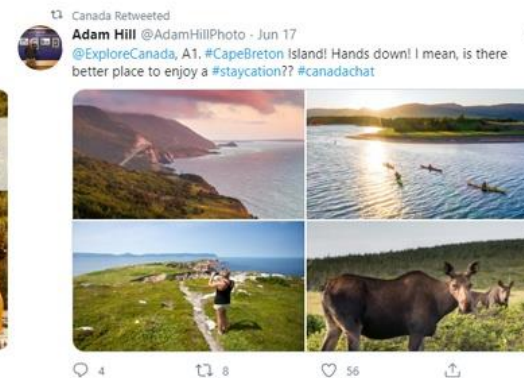 Canada Retweeted
Adam Hill @AdamHillPhoto · Jun 17
@ExploreCanada, A1. #CapeBreton Island! Hands down! I mean, is there
better place to enjoy a #staycation?? #canadachat
4 8 56